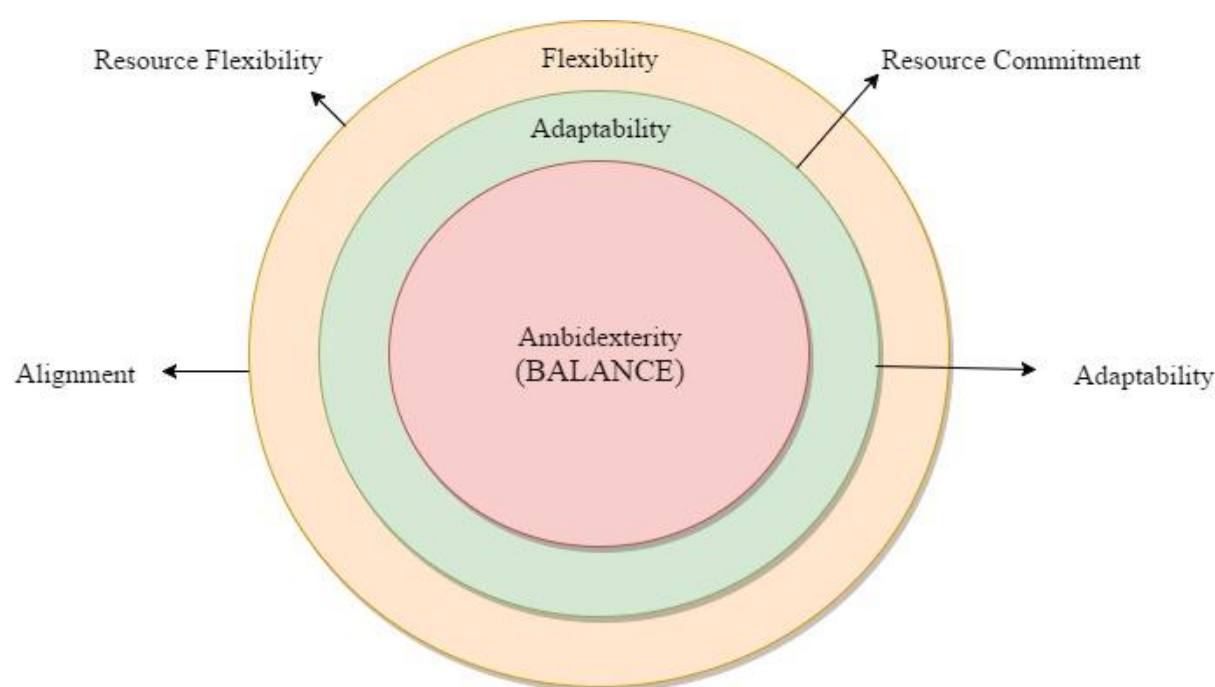 Resource Flexibility
Flexibility
Resource Commitment
Adaptability
Ambidexterity
(BALANCE)
Alignment
Adaptability